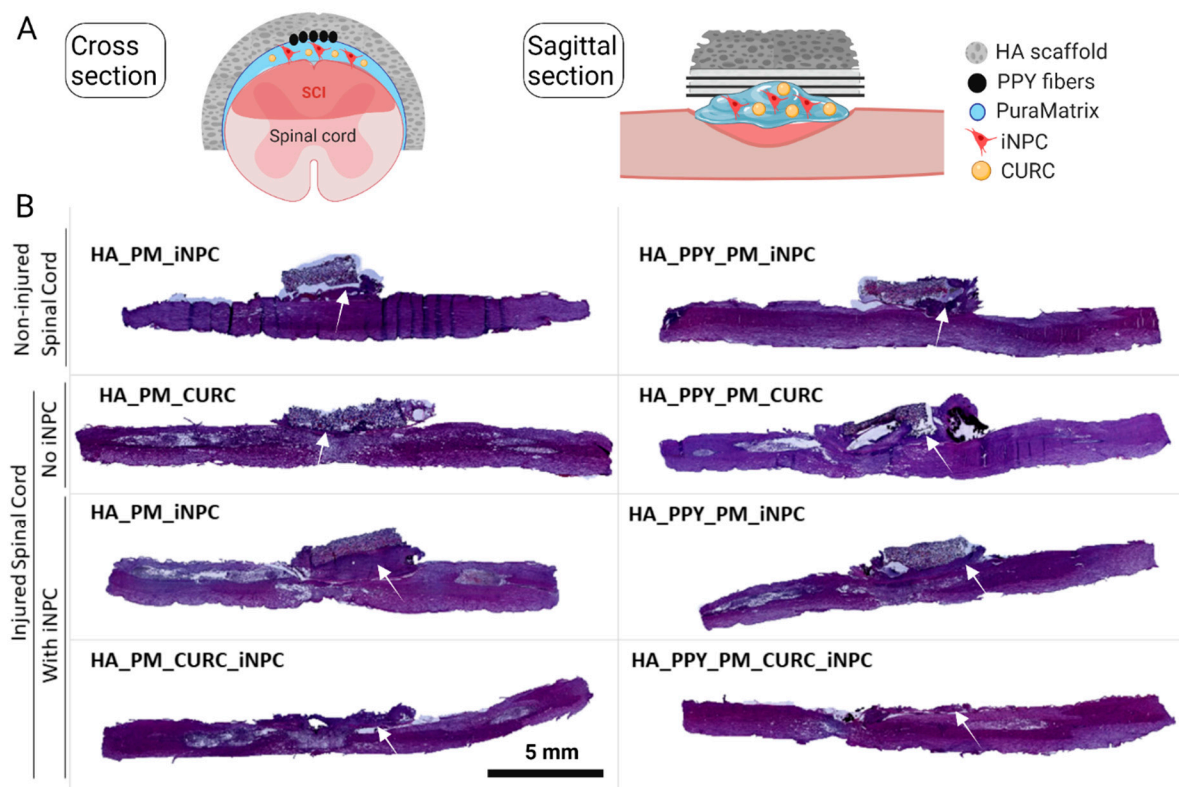 A
Cross
section
SCI
Spinal cord
Sagittal
section
HA scaffold
PPY fibers
PuraMatrix
iNPC
CURC
B
Non-injured
Spinal Cord
HA_PM_iNPC
HA_PPY_PM_iNPC
Injured Spinal Cord
No iNPC
HA_PM_CURC
HA_PPY_PM_CURC
With iNPC
HA_PM_iNPC
HA_PPY_PM_iNPC
HA_PM_CURC_iNPC
HA_PPY_PM_CURC_iNPC
5 mm